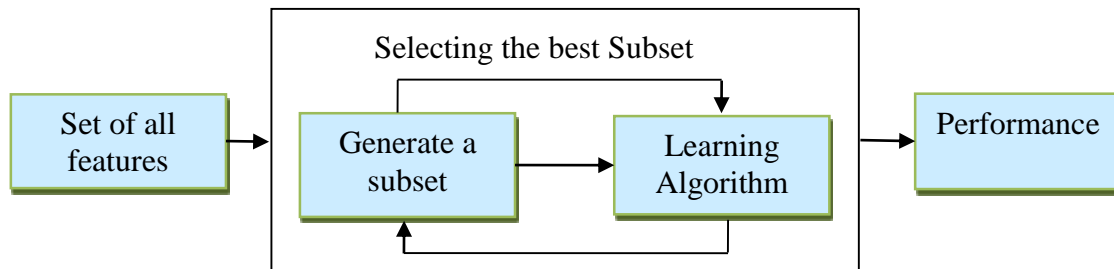 Selecting the best Subset
Set of all
features
Generate a
subset
Learning
Algorithm
Performance